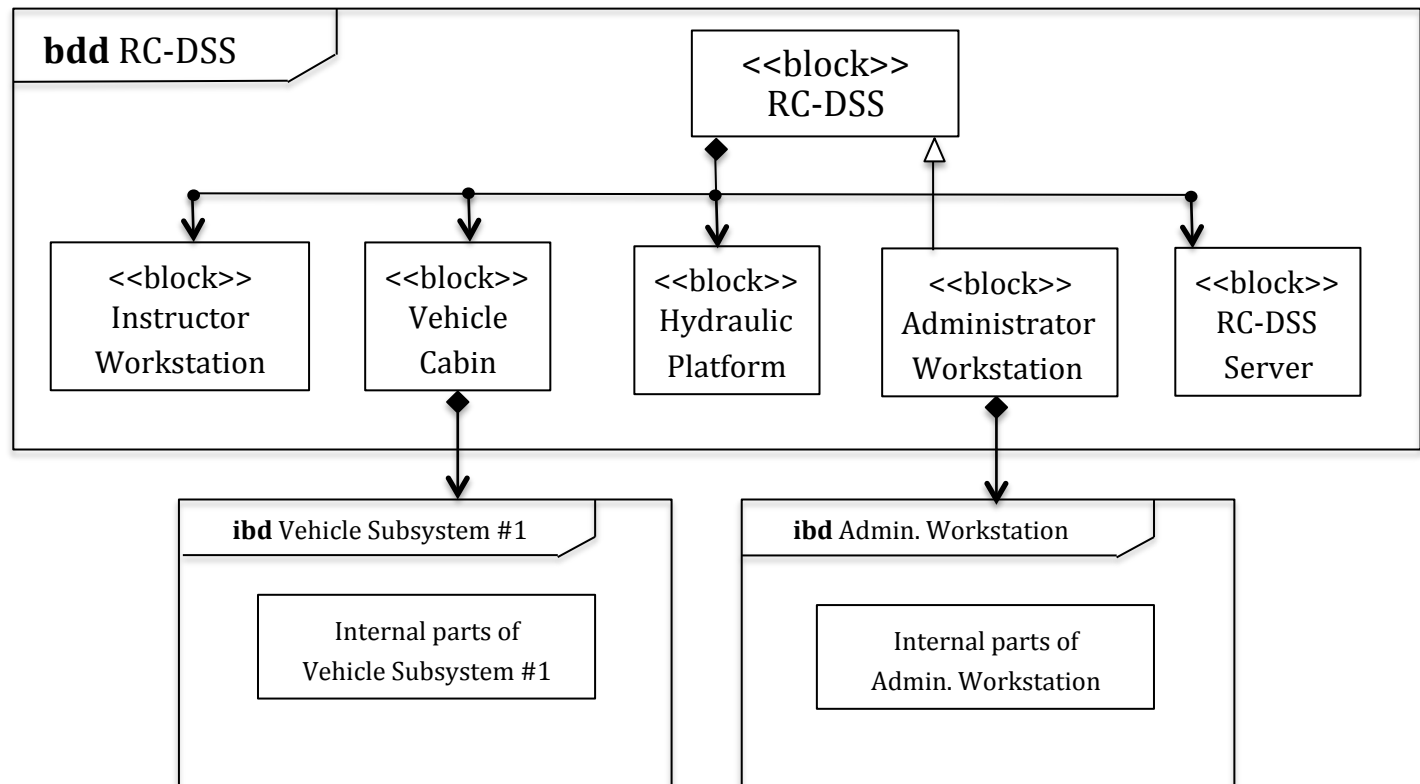 bdd RC-DSS
<<block>>
RC-DSS
<<block>>
Instructor
Workstation
<<block>>
Vehicle
Cabin
<<block>>
Hydraulic
Platform
<<block>>
Administrator
Workstation
<<block>>
RC-DSS
Server
ibd Vehicle Subsystem #1
Internal parts of
Vehicle Subsystem #1
ibd Admin. Workstation
Internal parts of
Admin. Workstation